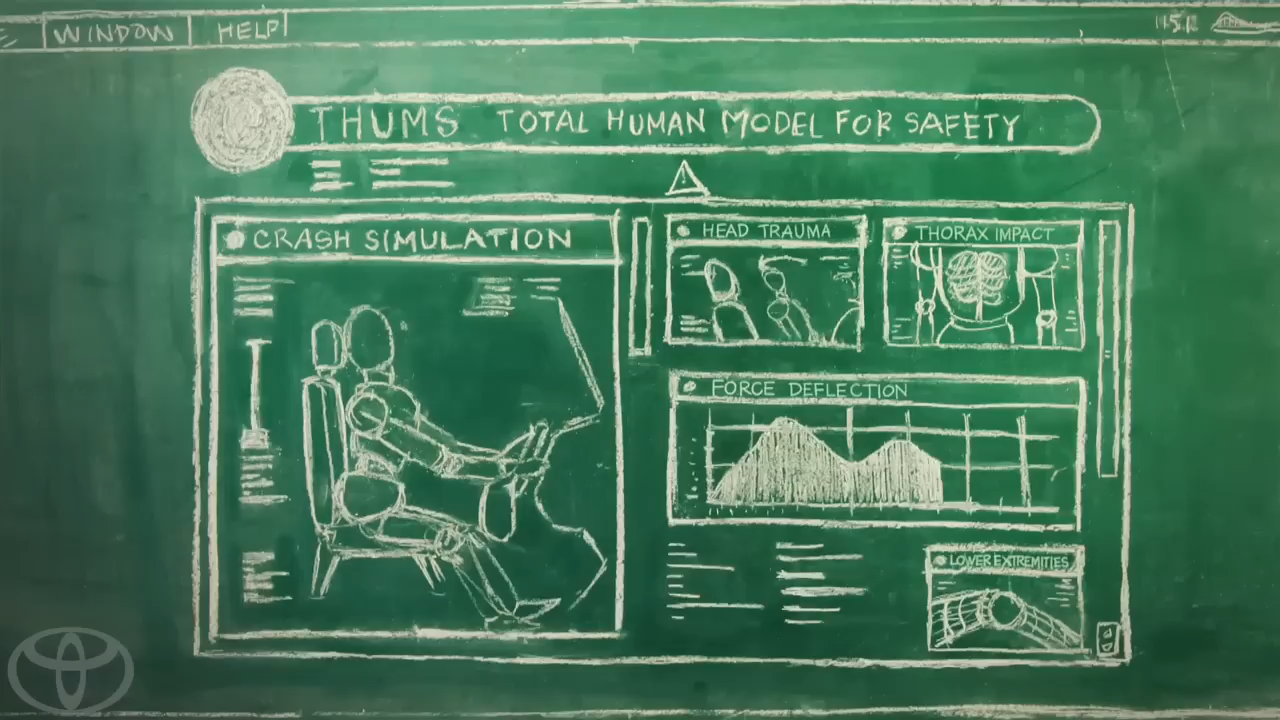 WINDOW HELP
THUMS TOTAL HUMAN MODEL FOR SAFETY
CRASH SIMULATION
HEAD TRAUMA
THORAX IMPACT
FORCE DEFLECTION
LOWER EXTREMITIES